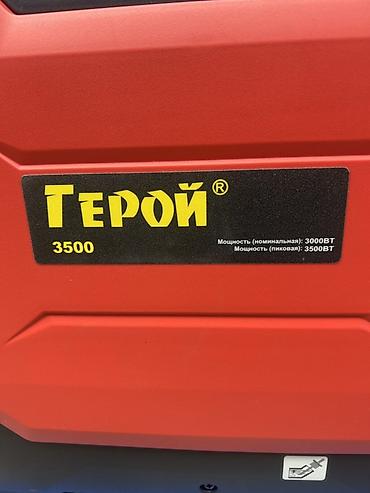 ГЕРОЙ®
3500
Мощность (номинальная): 3000ВТ
Мощность (пиковая): 3500ВТ